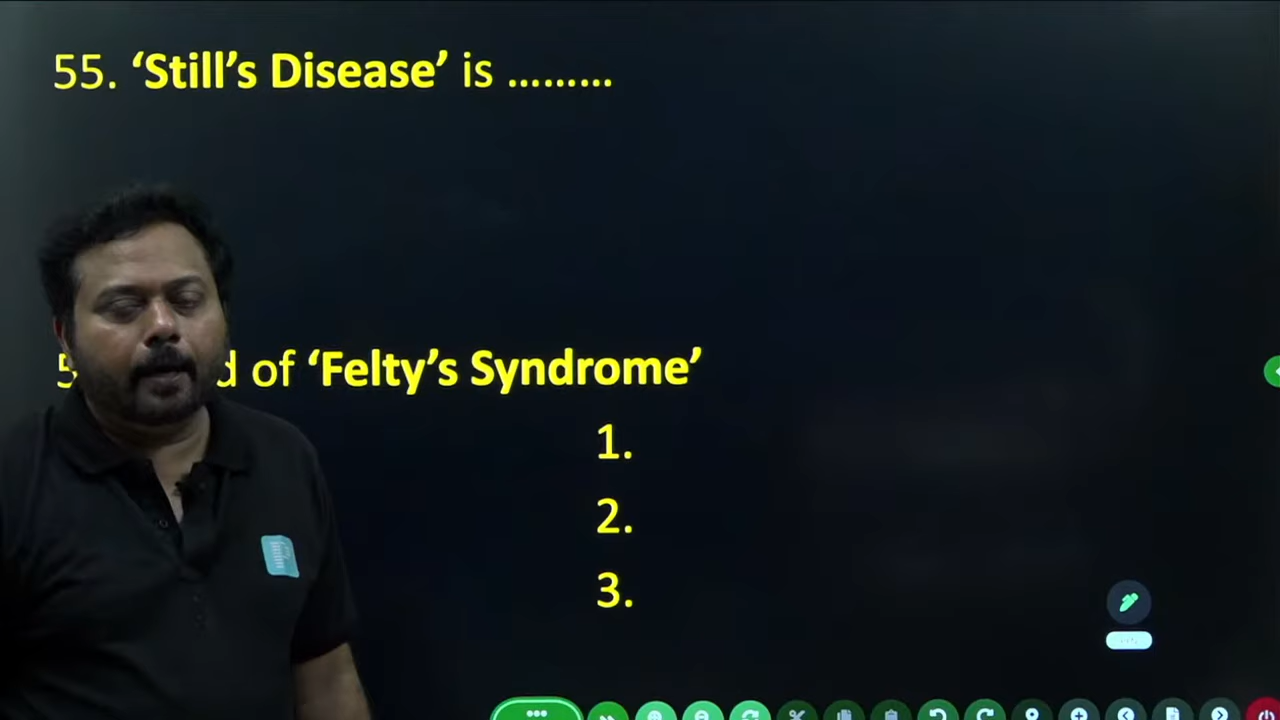 55. ‘Still’s Disease’ is .........
of ‘Felty’s Syndrome’
1.
2.
3.